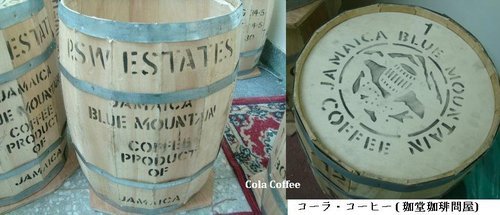 RSW ESTATES
JAMAICA
BLUE MOUNTAIN
COFFEE
PRODUCT
OF
JAMAICA
JAMAICA
BLUE MOUNTAIN
COFFEE
PRODUCT
OF
Cola Coffee
1
JAMAICA BLUE MOUNTAIN
COFFEE
コーラ・コーヒー(珈堂珈琲問屋)